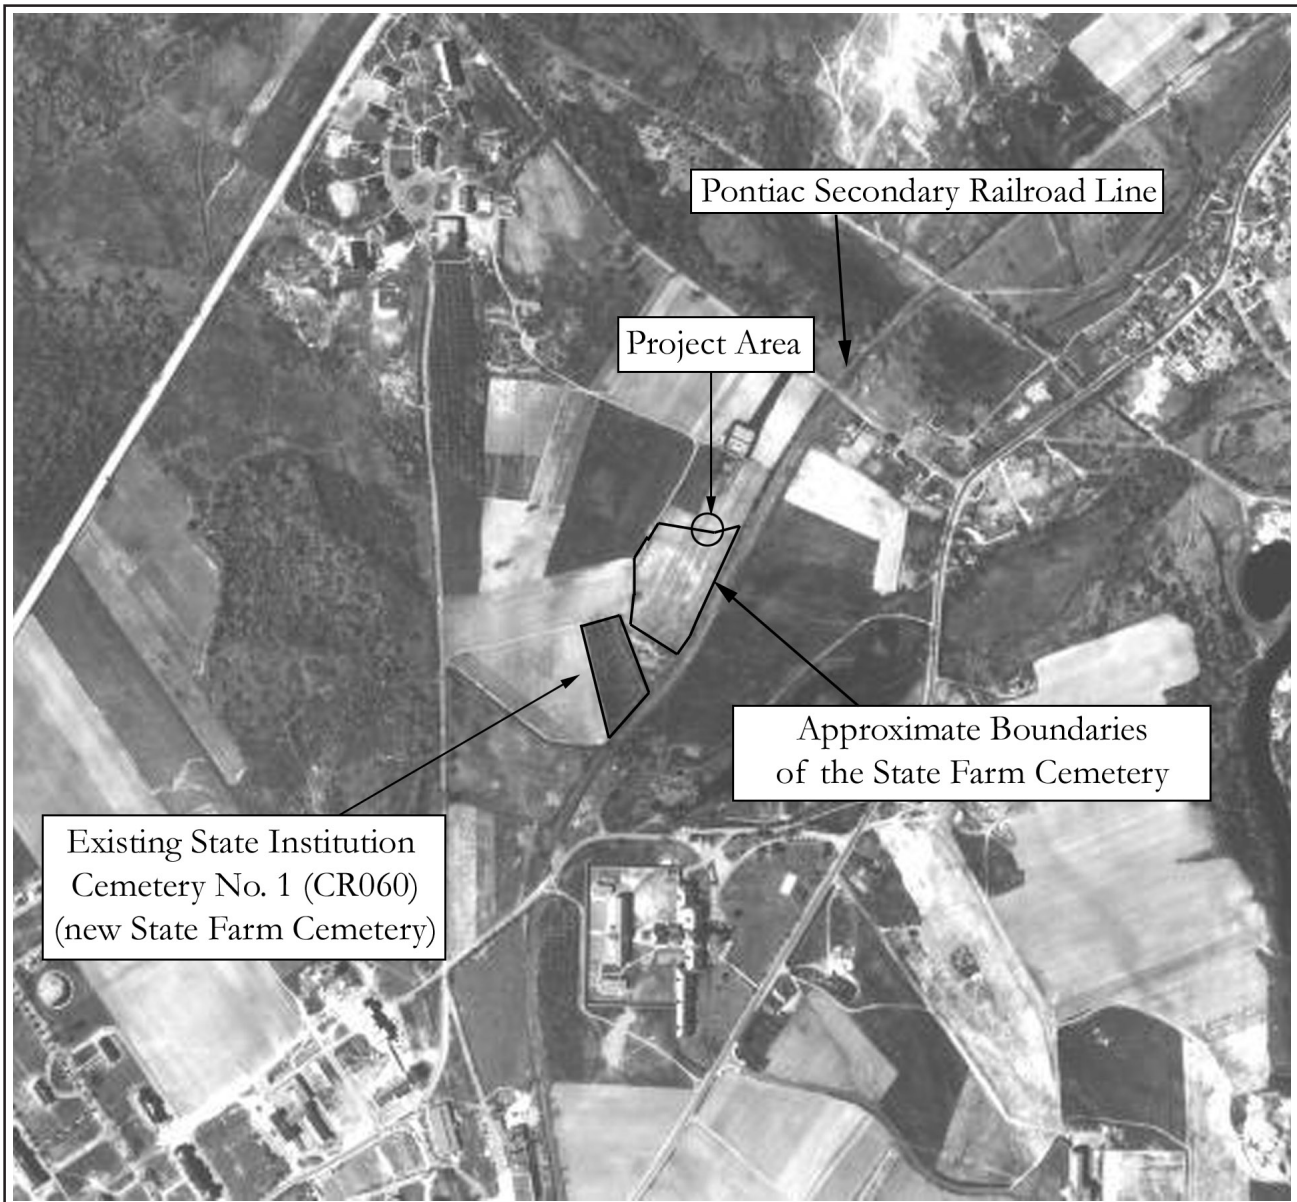 Pontiac Secondary Railroad Line
Project Area
Approximate Boundaries
of the State Farm Cemetery
Existing State Institution
Cemetery No. 1 (CR060)
(new State Farm Cemetery)